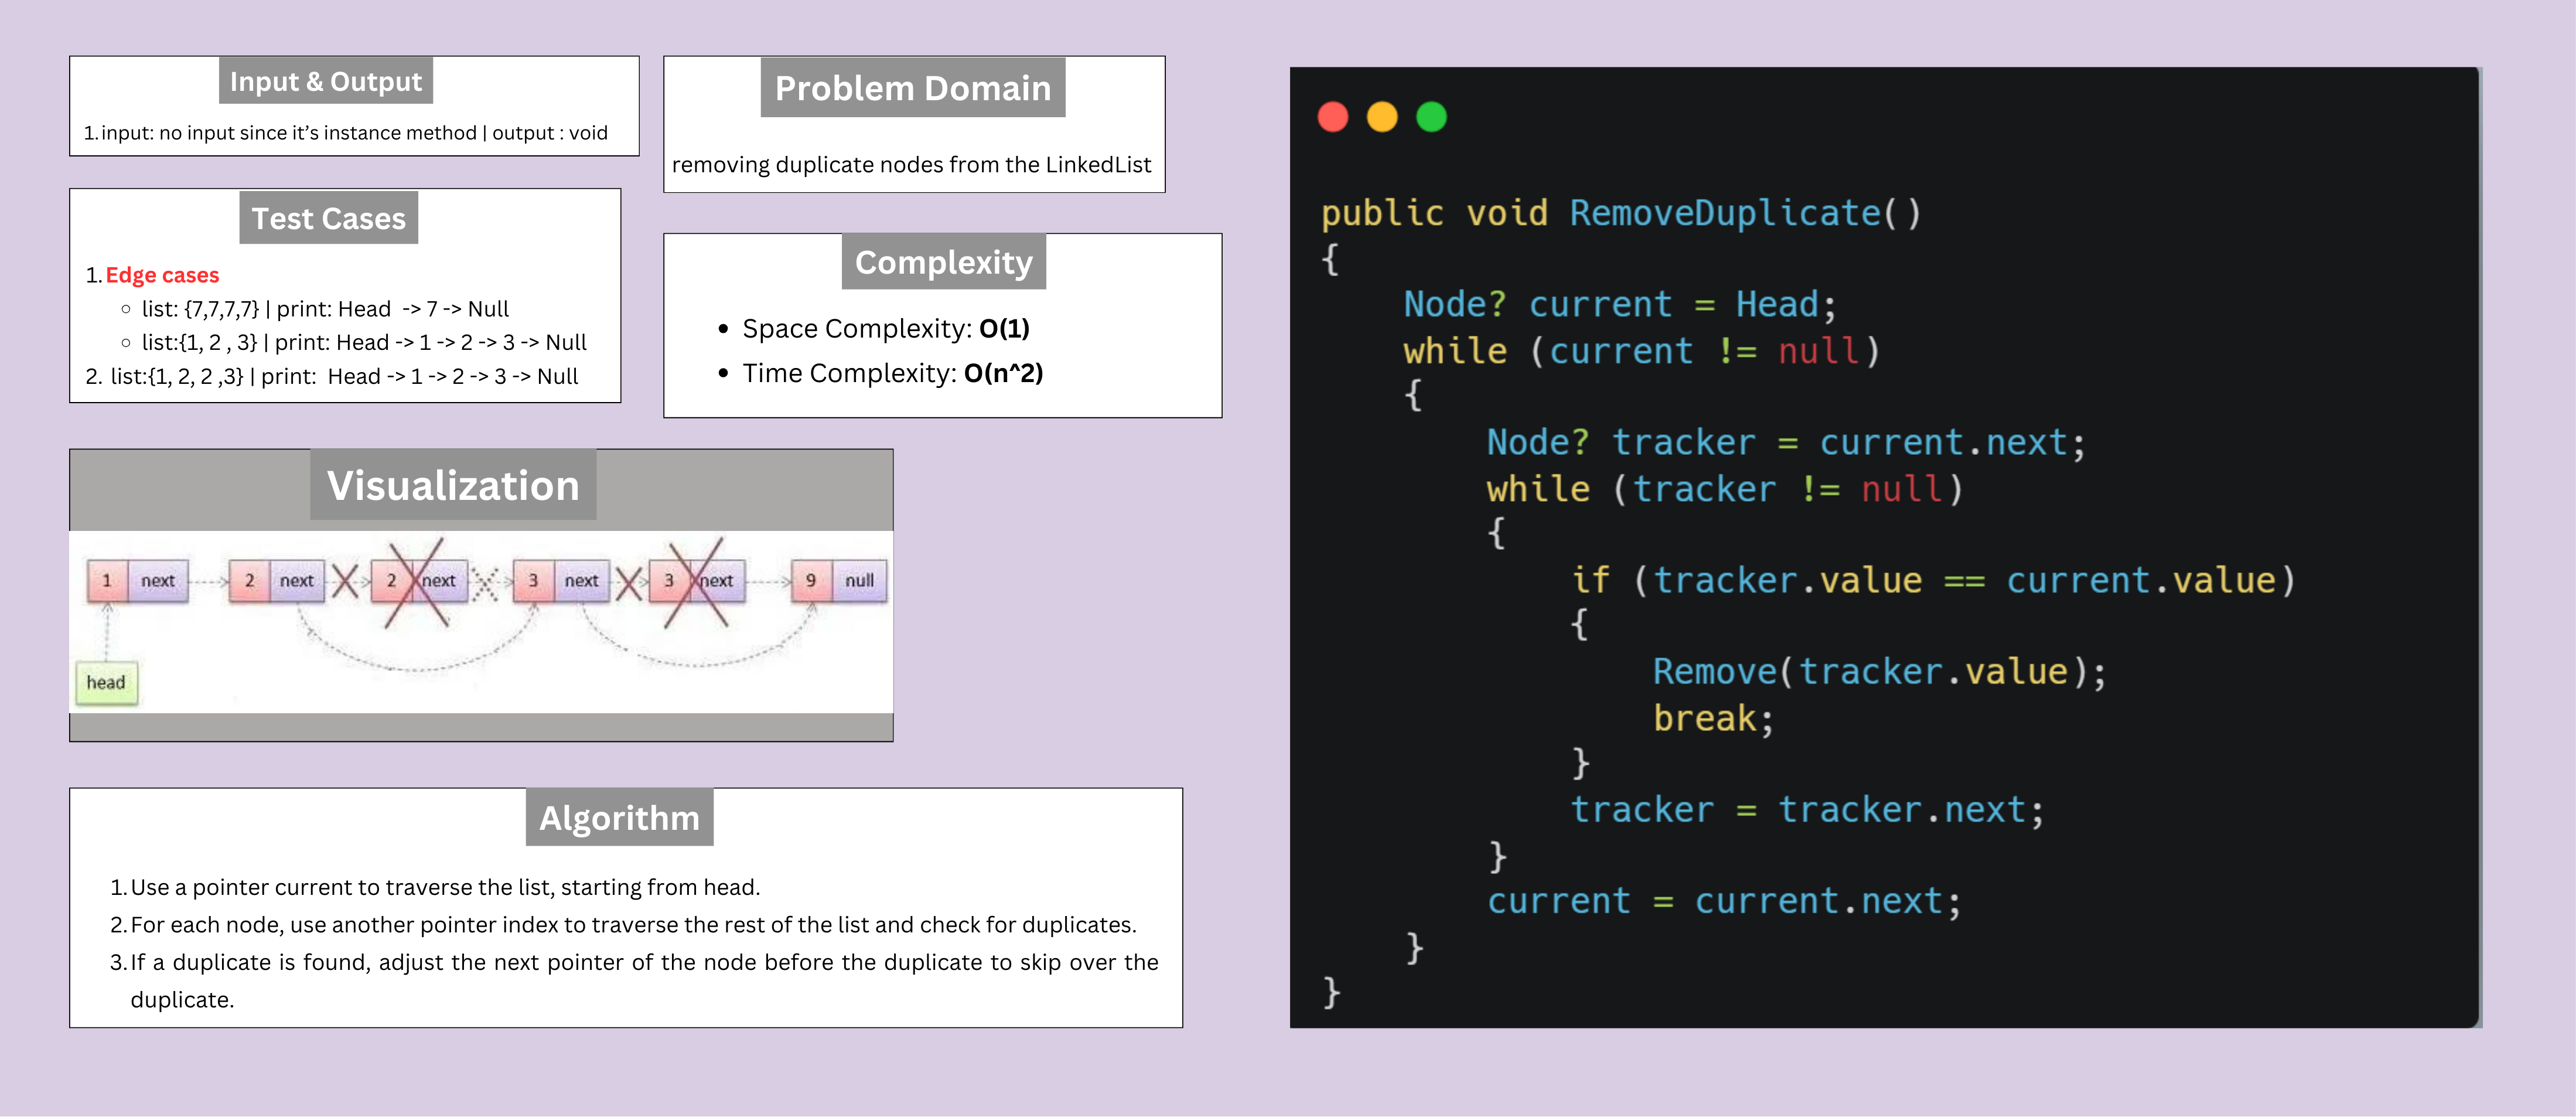 Input & Output
1. input: no input since it's instance method | output : void
Problem Domain
removing duplicate nodes from the LinkedList
Test Cases
1. Edge cases
○ list: {7,7,7,7} | print: Head -> 7 -> Null
○ list:{1, 2 , 3} | print: Head -> 1 -> 2 -> 3 -> Null
2. list:{1, 2, 2 ,3} | print: Head -> 1 -> 2 -> 3 -> Null
Complexity
• Space Complexity: O(1)
• Time Complexity: O(n^2)
Visualization
1 next 2 next 2 next 3 next 3 next 9 null
head
Algorithm
1. Use a pointer current to traverse the list, starting from head.
2. For each node, use another pointer index to traverse the rest of the list and check for duplicates.
3. If a duplicate is found, adjust the next pointer of the node before the duplicate to skip over the
duplicate.
public void RemoveDuplicate()
{
    Node? current = Head;
    while (current != null)
    {
        Node? tracker = current.next;
        while (tracker != null)
        {
            if (tracker.value == current.value)
            {
                Remove(tracker.value);
                break;
            }
            tracker = tracker.next;
        }
        current = current.next;
    }
}